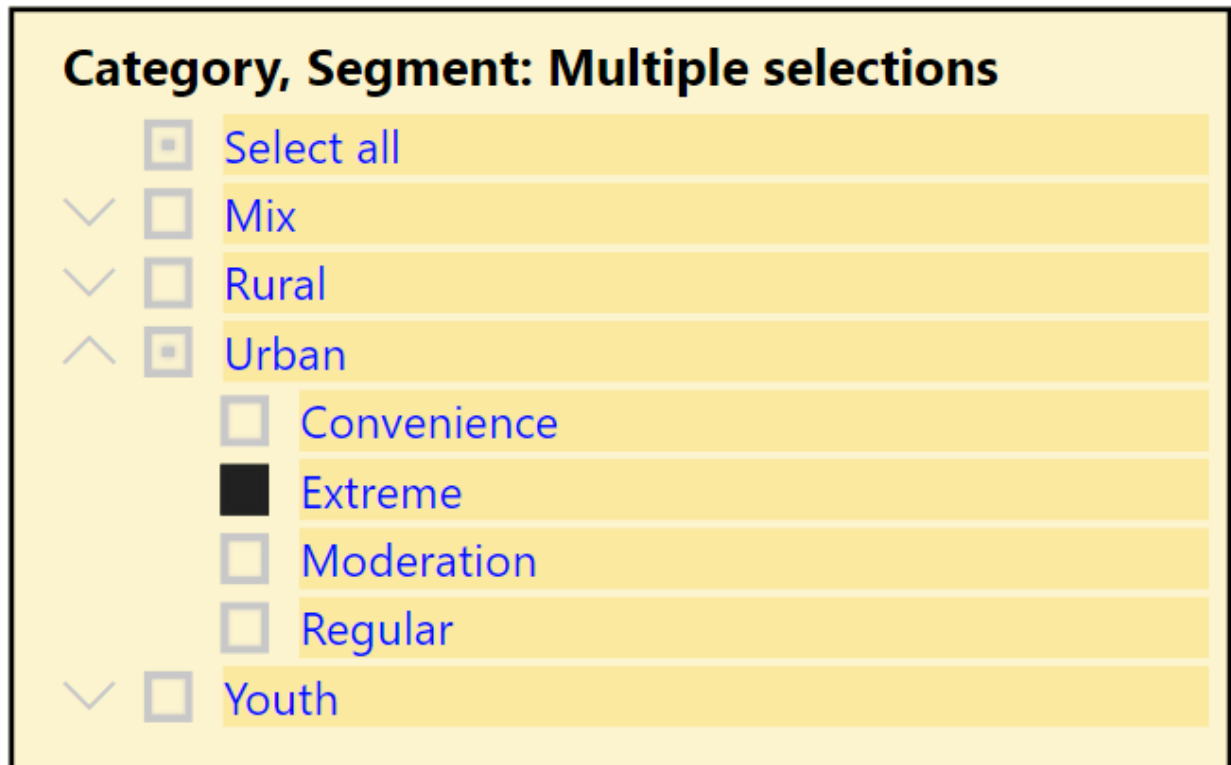 Category, Segment: Multiple selections
Select all
Mix
Rural
Urban
Convenience
Extreme
Moderation
Regular
Youth